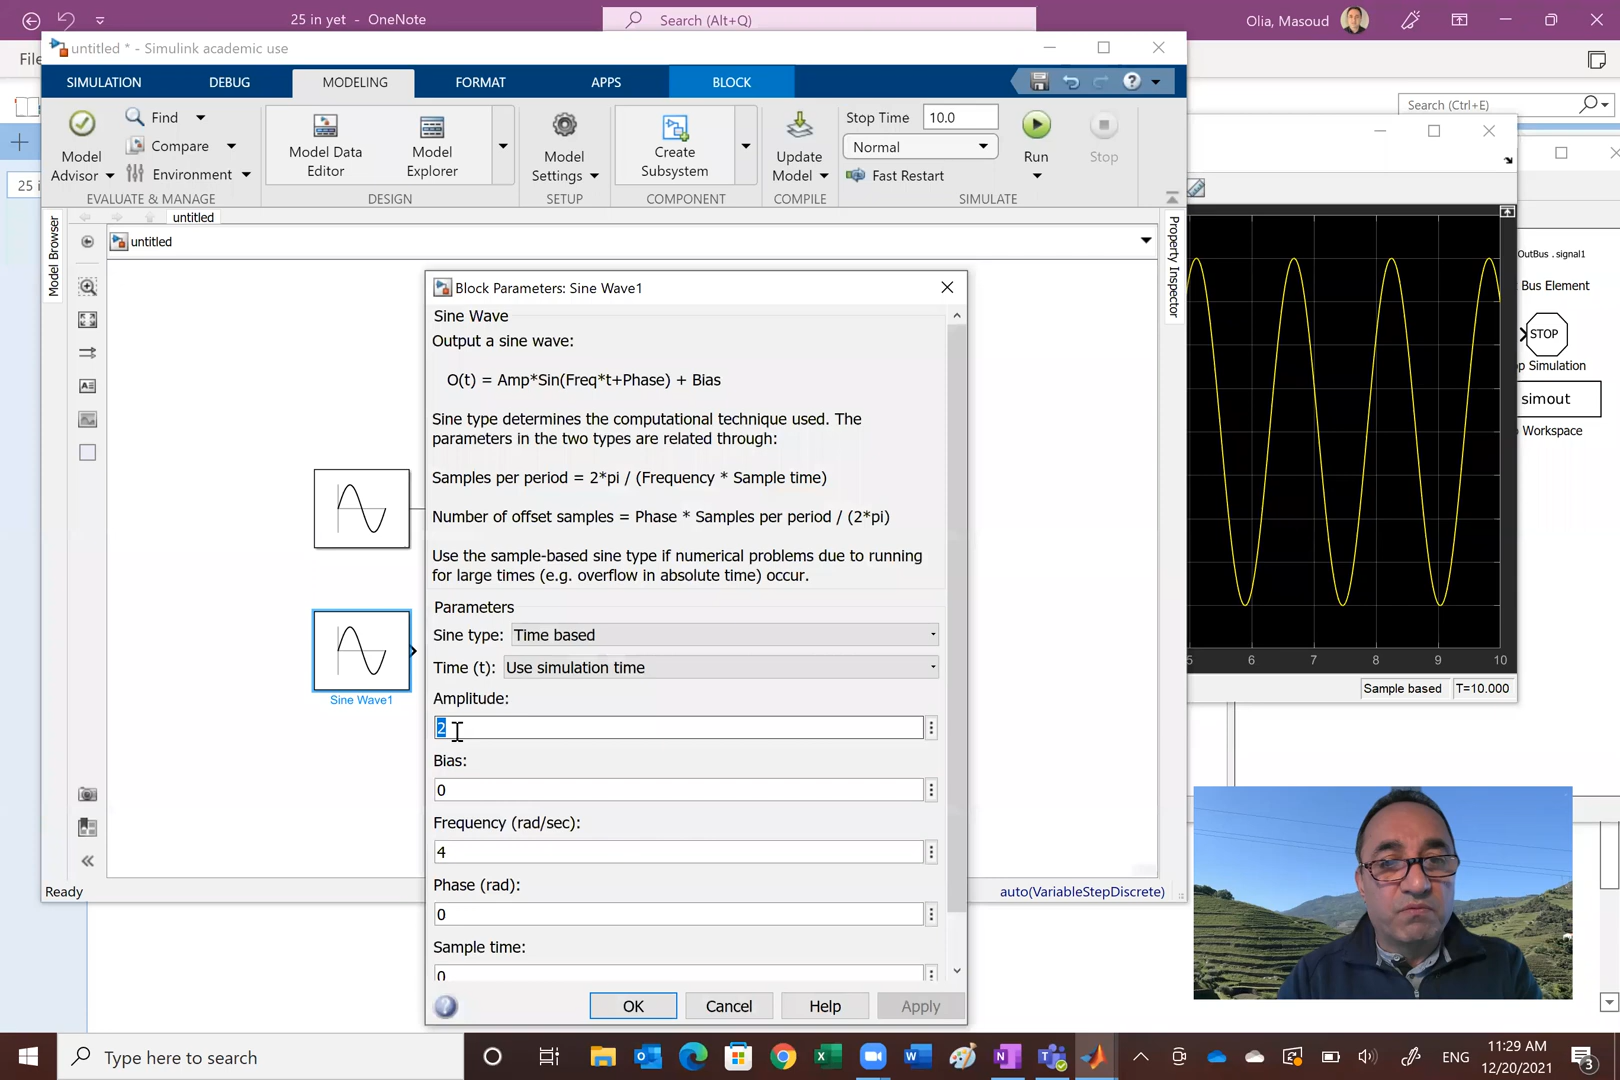 25 in yet - OneNote
Search (Alt+Q)
Olia, Masoud
File
untitled * - Simulink academic use
SIMULATION
DEBUG
MODELING
FORMAT
APPS
BLOCK
Search (Ctrl+E)
Model
Advisor
Find
Compare
Environment
Model Data
Editor
Model
Explorer
Model
Settings
Create
Subsystem
Update
Model
Stop Time
10.0
Normal
Fast Restart
Run
Stop
EVALUATE & MANAGE
DESIGN
SETUP
COMPONENT
COMPILE
SIMULATE
25 i
untitled
untitled
Model Browser
Property Inspector
Block Parameters: Sine Wave1
Sine Wave
Output a sine wave:
O(t) = Amp*Sin(Freq*t+Phase) + Bias
Sine type determines the computational technique used. The
parameters in the two types are related through:
Samples per period = 2*pi / (Frequency * Sample time)
Number of offset samples = Phase * Samples per period / (2*pi)
Use the sample-based sine type if numerical problems due to running
for large times (e.g. overflow in absolute time) occur.
Parameters
Sine type:
Time based
Time (t):
Use simulation time
Amplitude:
2
Bias:
0
Frequency (rad/sec):
4
Phase (rad):
0
Sample time:
0
OK
Cancel
Help
Apply
Sine Wave1
Ready
auto(VariableStepDiscrete)
OutBus . signal1
Bus Element
STOP
p Simulation
simout
Workspace
5
6
7
8
9
10
Sample based
T=10.000
Type here to search
ENG
11:29 AM
12/20/2021
3